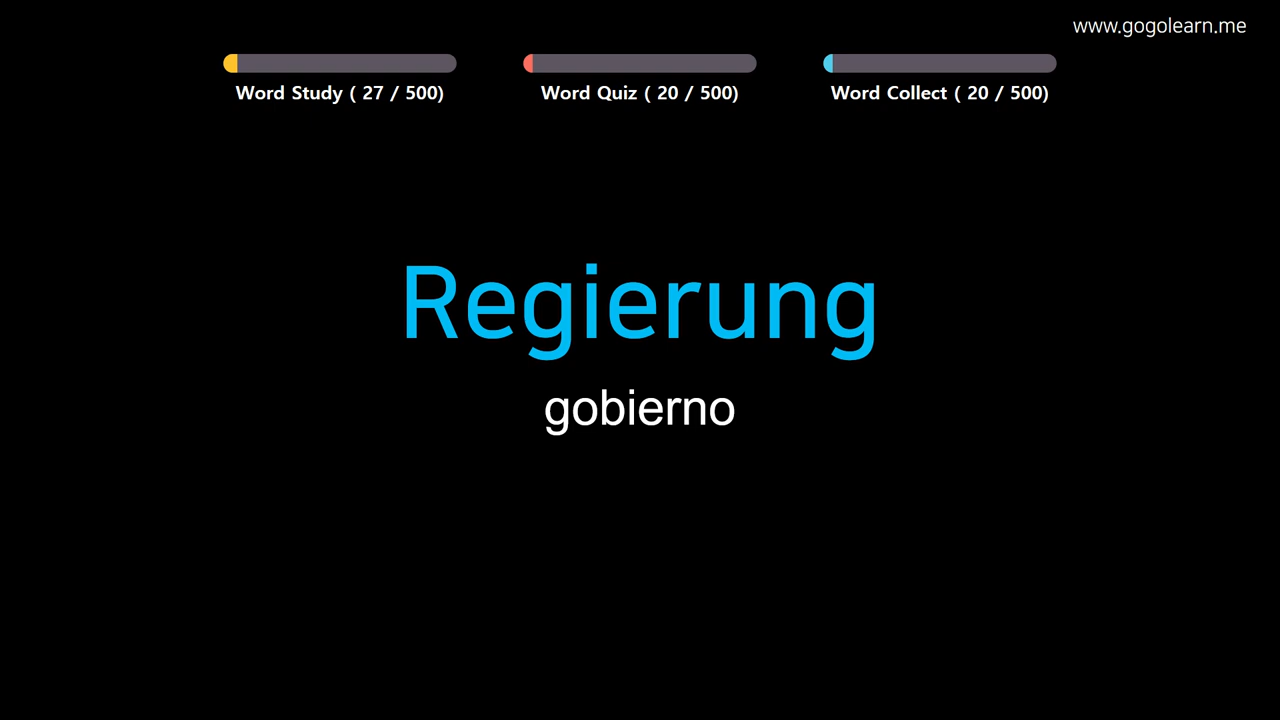 www.gogolearn.me
Word Study ( 27 / 500)
Word Quiz ( 20 / 500)
Word Collect ( 20 / 500)
Regierung
gobierno